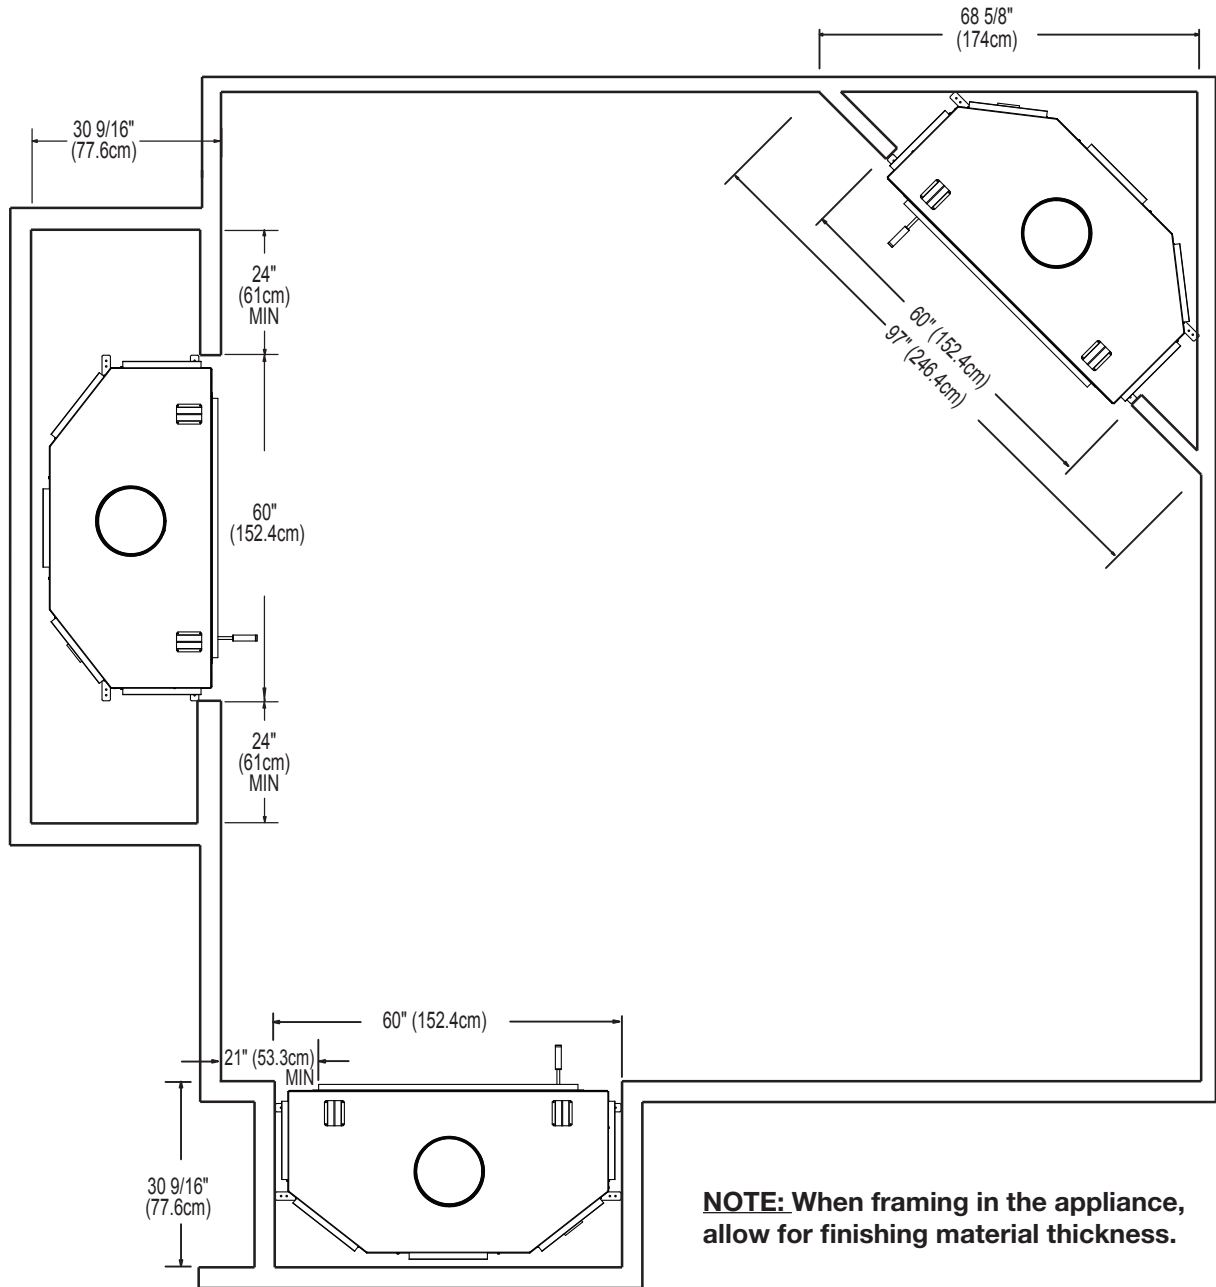 68 5/8"
(174cm)
30 9/16"
(77.6cm)
24"
(61cm)
MIN
60" (152.4cm)
97" (246.4cm)
60"
(152.4cm)
24"
(61cm)
MIN
60" (152.4cm)
21" (53.3cm)
MIN
30 9/16"
(77.6cm)
NOTE: When framing in the appliance,
allow for finishing material thickness.